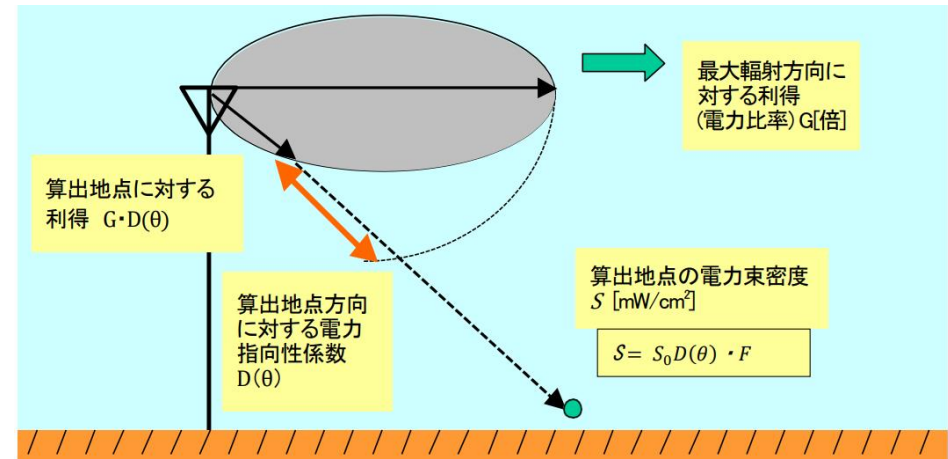 最大輻射方向に
対する利得
(電力比率)G[倍]
算出地点に対する
利得 G・D(θ)
算出地点方向
に対する電力
指向性係数
D(θ)
算出地点の電力束密度
S [mW/cm²]
S= S₀D(θ)・F